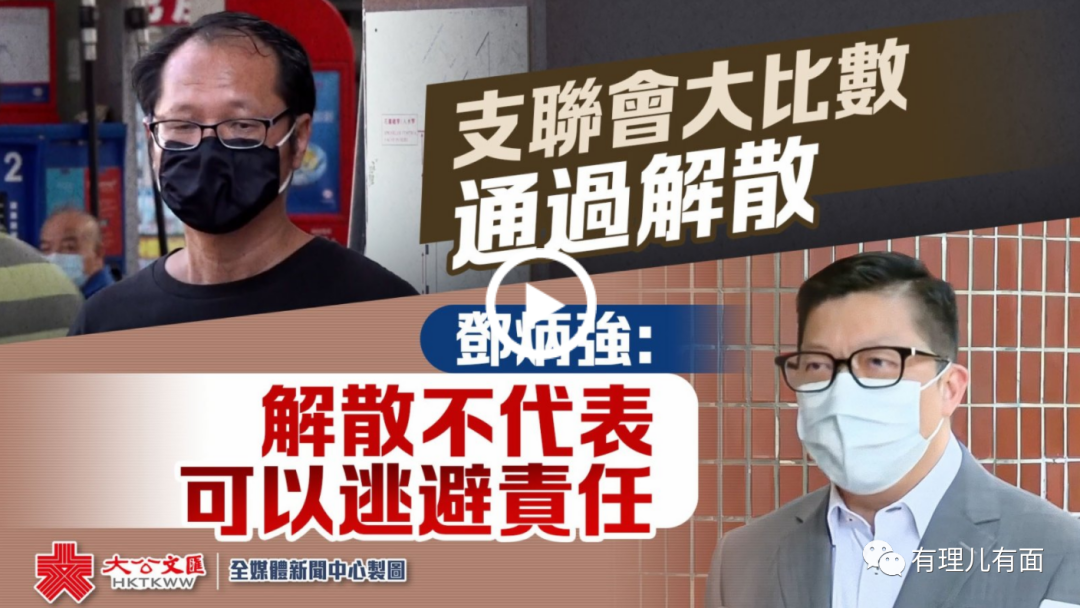 支聯會大比數
通過解散
鄧炳強:
解散不代表
可以逃避責任
大公文匯
HKTKWW
全媒體新聞中心製圖
有理儿有面
2